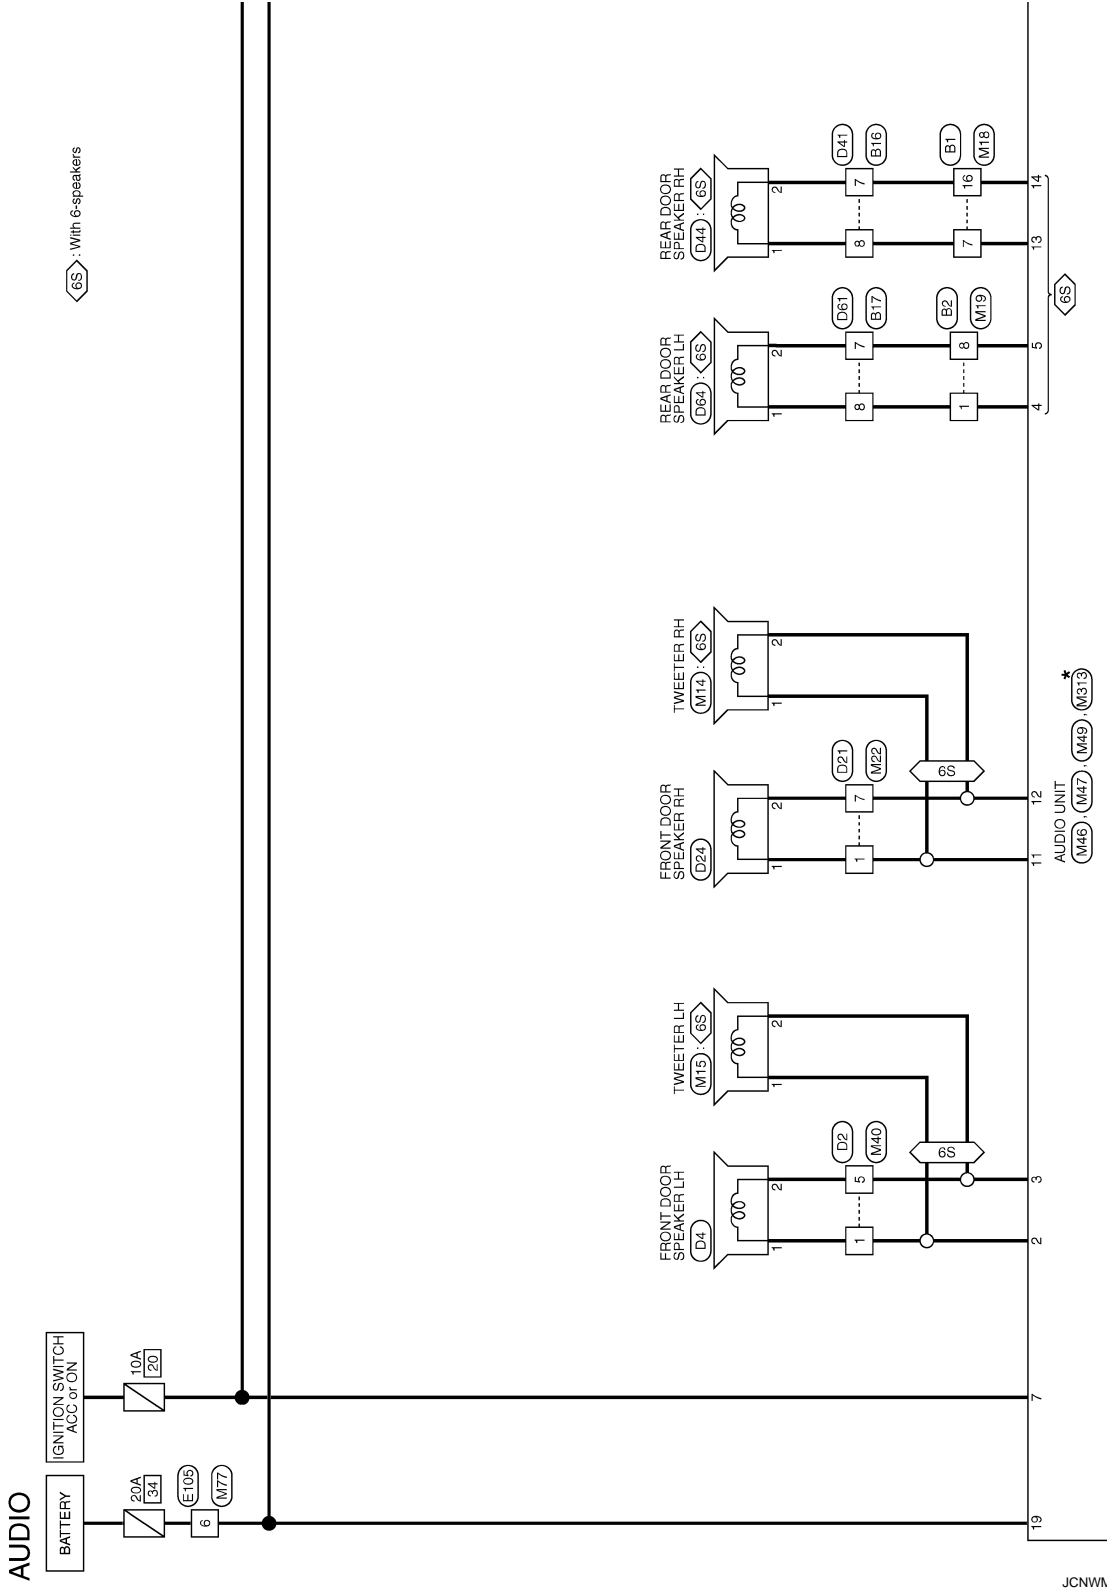 AUDIO
BATTERY
20A
34
E105
M77
6
19
IGNITION SWITCH
ACC or ON
10A
20
7
6S : With 6-speakers
FRONT DOOR
SPEAKER LH
D4
1
2
D2
M40
1
5
2
3
TWEETER LH
M15 : 6S
1
2
6S
FRONT DOOR
SPEAKER RH
D24
1
2
D21
M22
1
7
11
12
TWEETER RH
M14 : 6S
1
2
6S
REAR DOOR
SPEAKER LH
D64 : 6S
1
2
D61
B17
8
7
B2
M19
1
8
4
5
REAR DOOR
SPEAKER RH
D44 : 6S
1
2
D41
B16
8
7
B1
M18
7
16
13
14
6S
AUDIO UNIT
M46 , M47 , M49 , M313 *
JCNWM